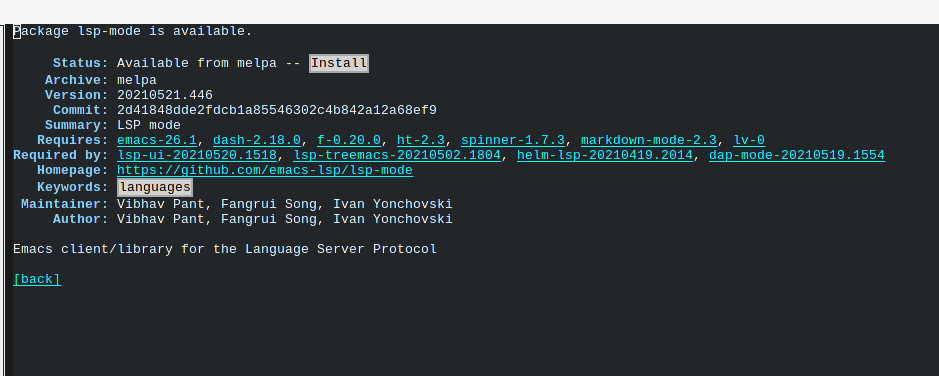 Package lsp-mode is available.
Status: Available from melpa -- Install
Archive: melpa
Version: 20210521.446
Commit: 2d41848dde2fdcb1a85546302c4b842a12a68ef9
Summary: LSP mode
Requires: emacs-26.1, dash-2.18.0, f-0.20.0, ht-2.3, spinner-1.7.3, markdown-mode-2.3, lv-0
Required by: lsp-ui-20210520.1518, lsp-treemacs-20210502.1804, helm-lsp-20210419.2014, dap-mode-20210519.1554
Homepage: https://github.com/emacs-lsp/lsp-mode
Keywords: languages
Maintainer: Vibhav Pant, Fangrui Song, Ivan Yonchovski
Author: Vibhav Pant, Fangrui Song, Ivan Yonchovski
Emacs client/library for the Language Server Protocol
[back]